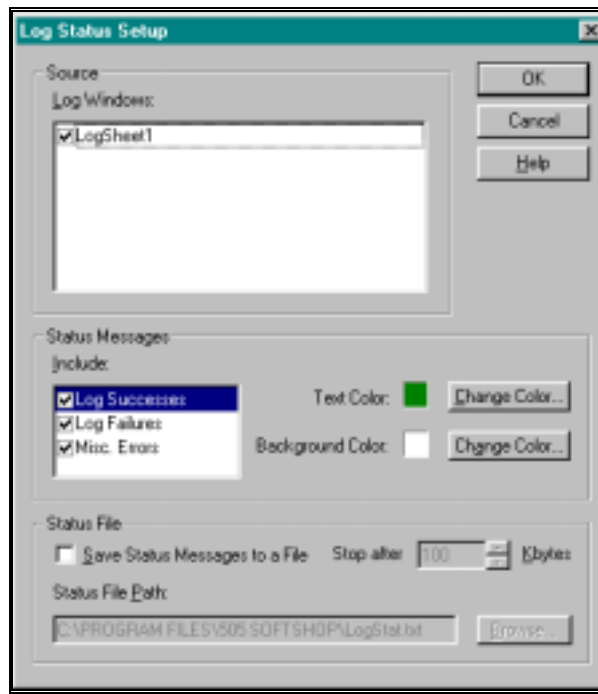 Log Status Setup
Source
Log Windows:
LogSheet1
OK
Cancel
Help
Status Messages
Include:
Log Successes
Log Failures
Misc. Errors
Text Color:
Change Color...
Background Color:
Change Color...
Status File
Save Status Messages to a File
Stop after
100
Kbytes
Status File Path:
C:\PROGRAM FILES\505 SOFTSHOP\LogStat.txt
Browse...